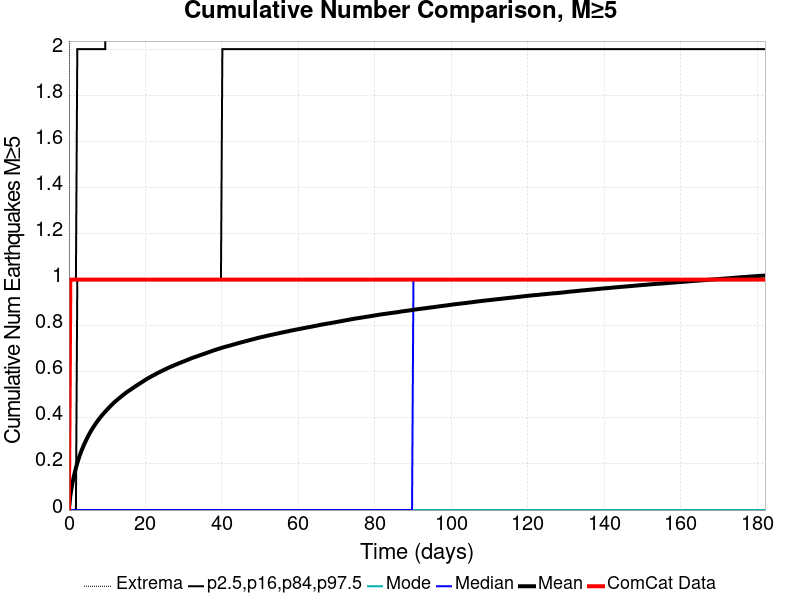 Cumulative Number Comparison, M≥5
Cumulative Num Earthquakes M≥5
2
1.8
1.6
1.4
1.2
1
0.8
0.6
0.4
0.2
0
0 20 40 60 80 100 120 140 160 180
Time (days)
Extrema p2.5,p16,p84,p97.5 Mode Median Mean ComCat Data